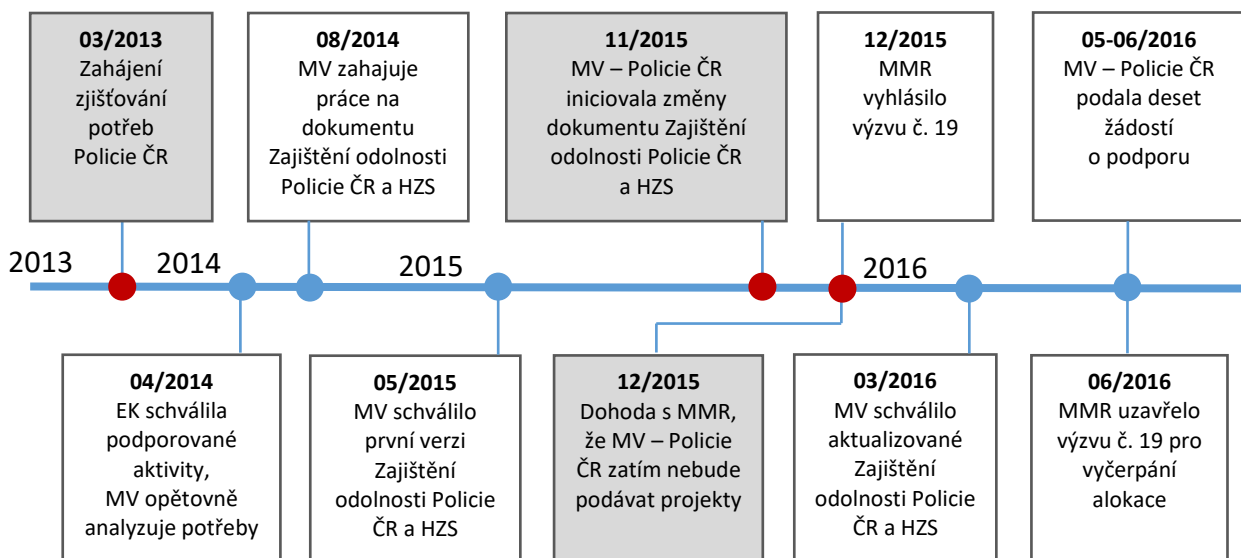 03/2013
Zahájení
zjišťování
potřeb
Policie ČR
08/2014
MV zahajuje
práce na
dokumentu
Zajištění odolnosti
Policie ČR a HZS
11/2015
MV – Policie ČR
iniciovala změny
dokumentu Zajištění
odolnosti Policie ČR
a HZS
12/2015
MMR
vyhlásilo
výzvu č. 19
05-06/2016
MV – Policie ČR
podala deset
žádostí
o podporu
2013
2014
2015
2016
04/2014
EK schválila
podporované
aktivity,
MV opětovně
analyzuje potřeby
05/2015
MV schválilo
první verzi
Zajištění
odolnosti Policie
ČR a HZS
12/2015
Dohoda s MMR,
že MV – Policie
ČR zatím nebude
podávat projekty
03/2016
MV schválilo
aktualizované
Zajištění
odolnosti Policie
ČR a HZS
06/2016
MMR uzavřelo
výzvu č. 19 pro
vyčerpání
alokace